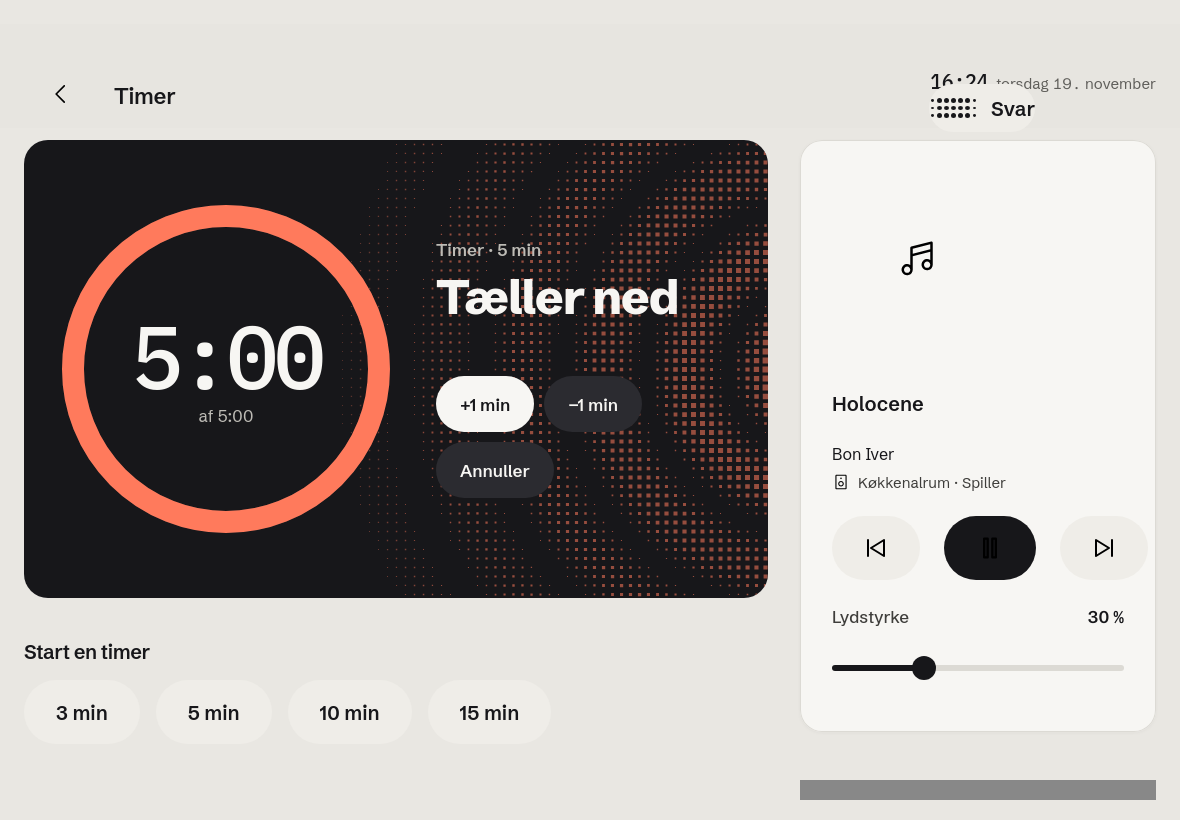 Timer
16:24 torsdag 19. november
Svar
Timer · 5 min
Tæller ned
5:00
af 5:00
+1 min
−1 min
Annuller
Start en timer
3 min
5 min
10 min
15 min
Holocene
Bon Iver
Køkkenalrum · Spiller
Lydstyrke
30 %